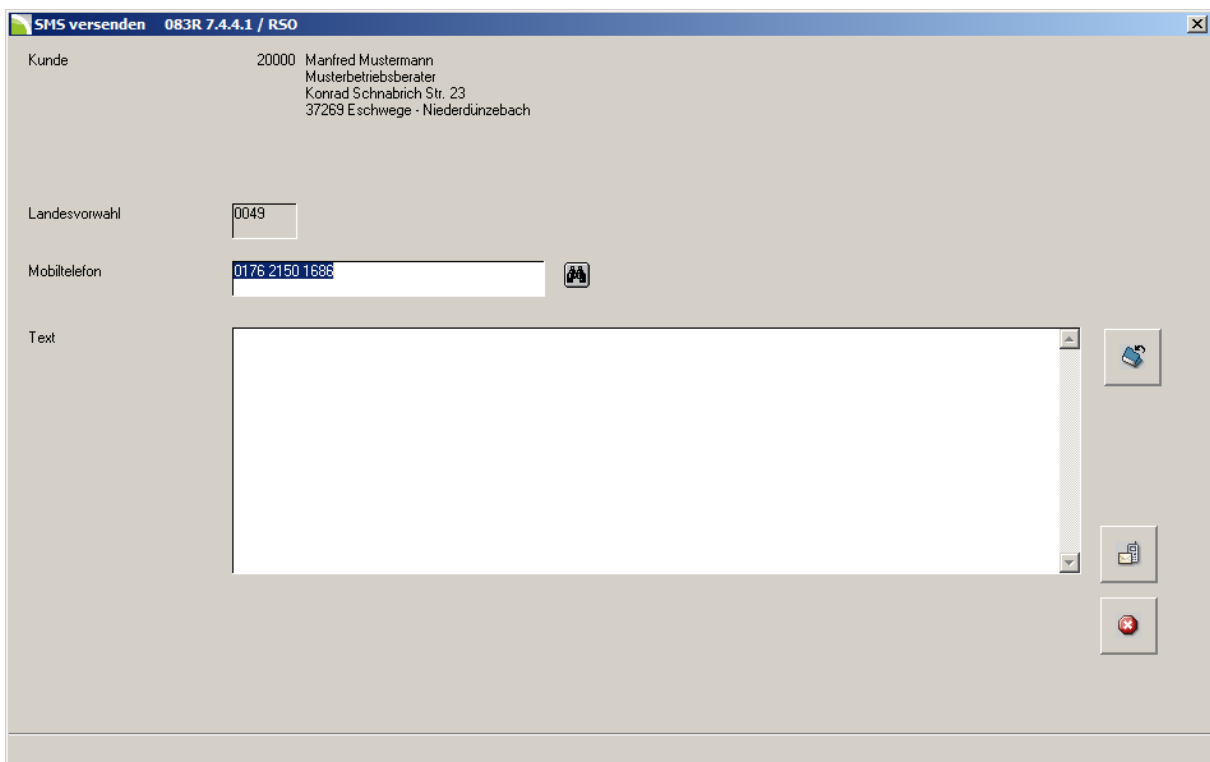 SMS versenden 083R 7.4.4.1 / RSO
Kunde 20000 Manfred Mustermann
Musterbetriebsberater
Konrad Schnabrich Str. 23
37269 Eschwege - Niederdünzebach
Landesvorwahl 0049
Mobiltelefon 0176 2150 1686
Text